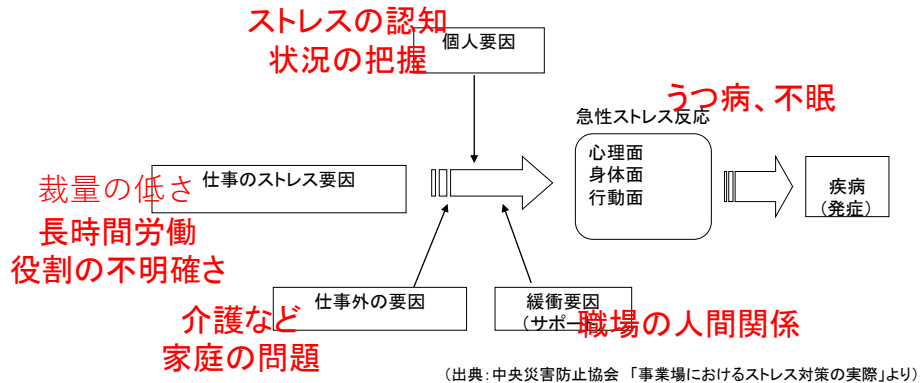 ストレスの認知
状況の把握
個人要因
うつ病、不眠
急性ストレス反応
心理面
身体面
行動面
裁量の低さ
仕事のストレス要因
長時間労働
役割の不明確さ
疾病
（発症）
仕事外の要因
介護など
家庭の問題
緩衝要因
（サポート）
職場の人間関係
（出典：中央災害防止協会 「事業場におけるストレス対策の実際」より）